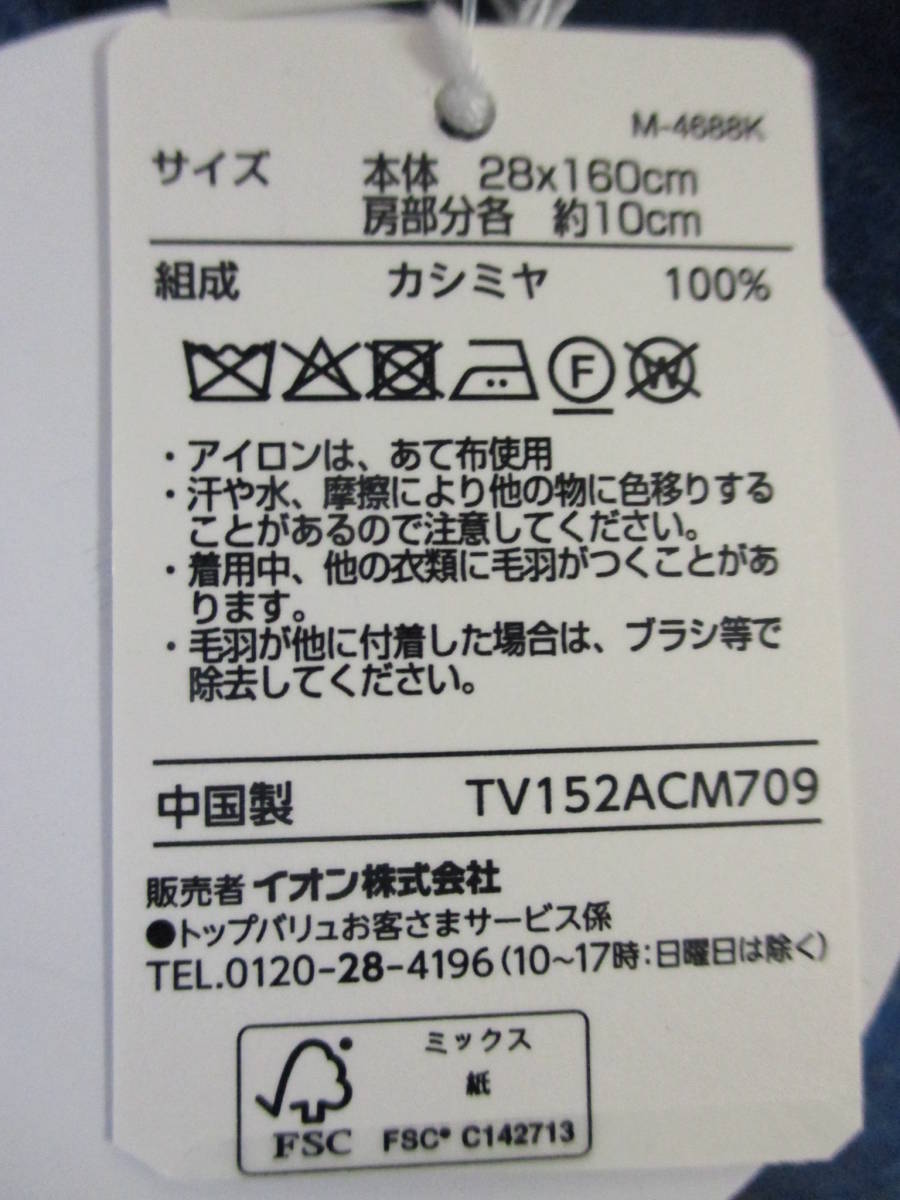 M-4688K
サイズ 本体 28x160cm
房部分各 約10cm
組成 カシミヤ 100%
F W
・アイロンは、あて布使用
・汗や水、摩擦により他の物に色移りする
ことがあるので注意してください。
・着用中、他の衣類に毛羽がつくことがあ
ります。
・毛羽が他に付着した場合は、ブラシ等で
除去してください。
中国製 TV152ACM709
販売者 イオン株式会社
●トップバリュお客さまサービス係
TEL.0120-28-4196(10~17時:日曜日は除く)
ミックス
紙
FSC FSC® C142713